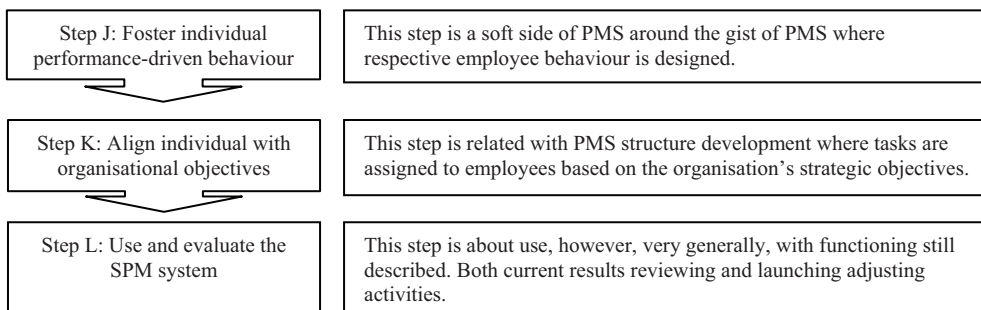 Step J: Foster individual
performance-driven behaviour
This step is a soft side of PMS around the gist of PMS where
respective employee behaviour is designed.
Step K: Align individual with
organisational objectives
This step is related with PMS structure development where tasks are
assigned to employees based on the organisation's strategic objectives.
Step L: Use and evaluate the
SPM system
This step is about use, however, very generally, with functioning still
described. Both current results reviewing and launching adjusting
activities.